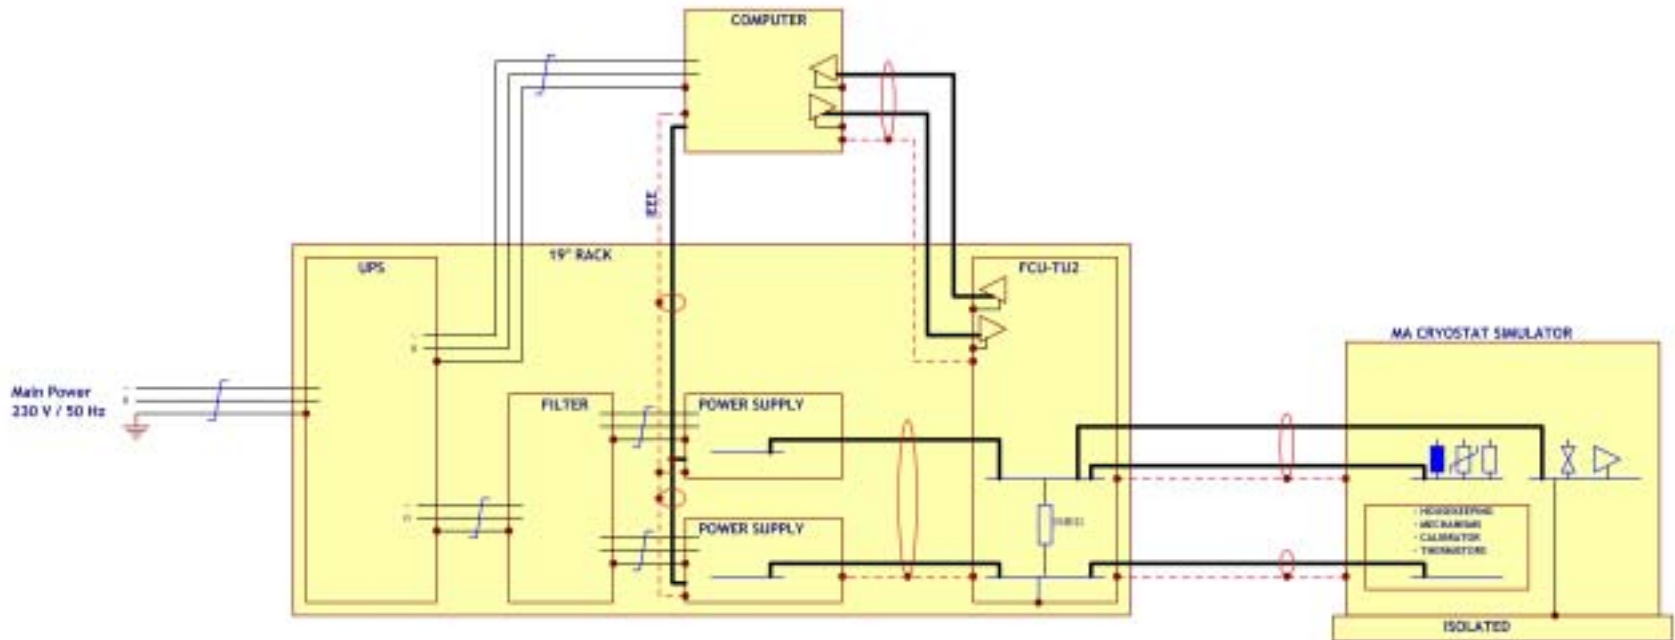 COMPUTER
IEEE
19" RACK
UPS
FCU-TU2
MA CRYOSTAT SIMULATOR
Main Power
230 V / 50 Hz
FILTER
POWER SUPPLY
POWER SUPPLY
- HOUSEKEEPING
- MECHANISMS
- CALIBRATOR
- THERMISTORS
ISOLATED